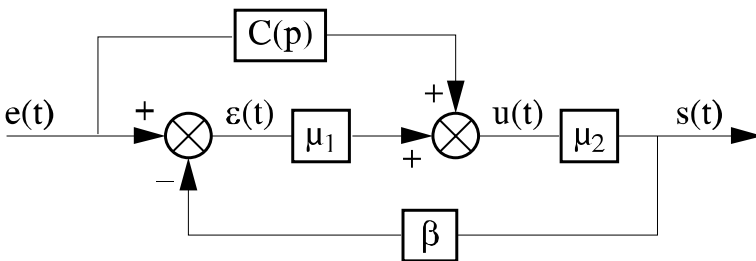 C(p)
e(t) + ε(t) μ₁ + + u(t) μ₂ s(t)
−
β